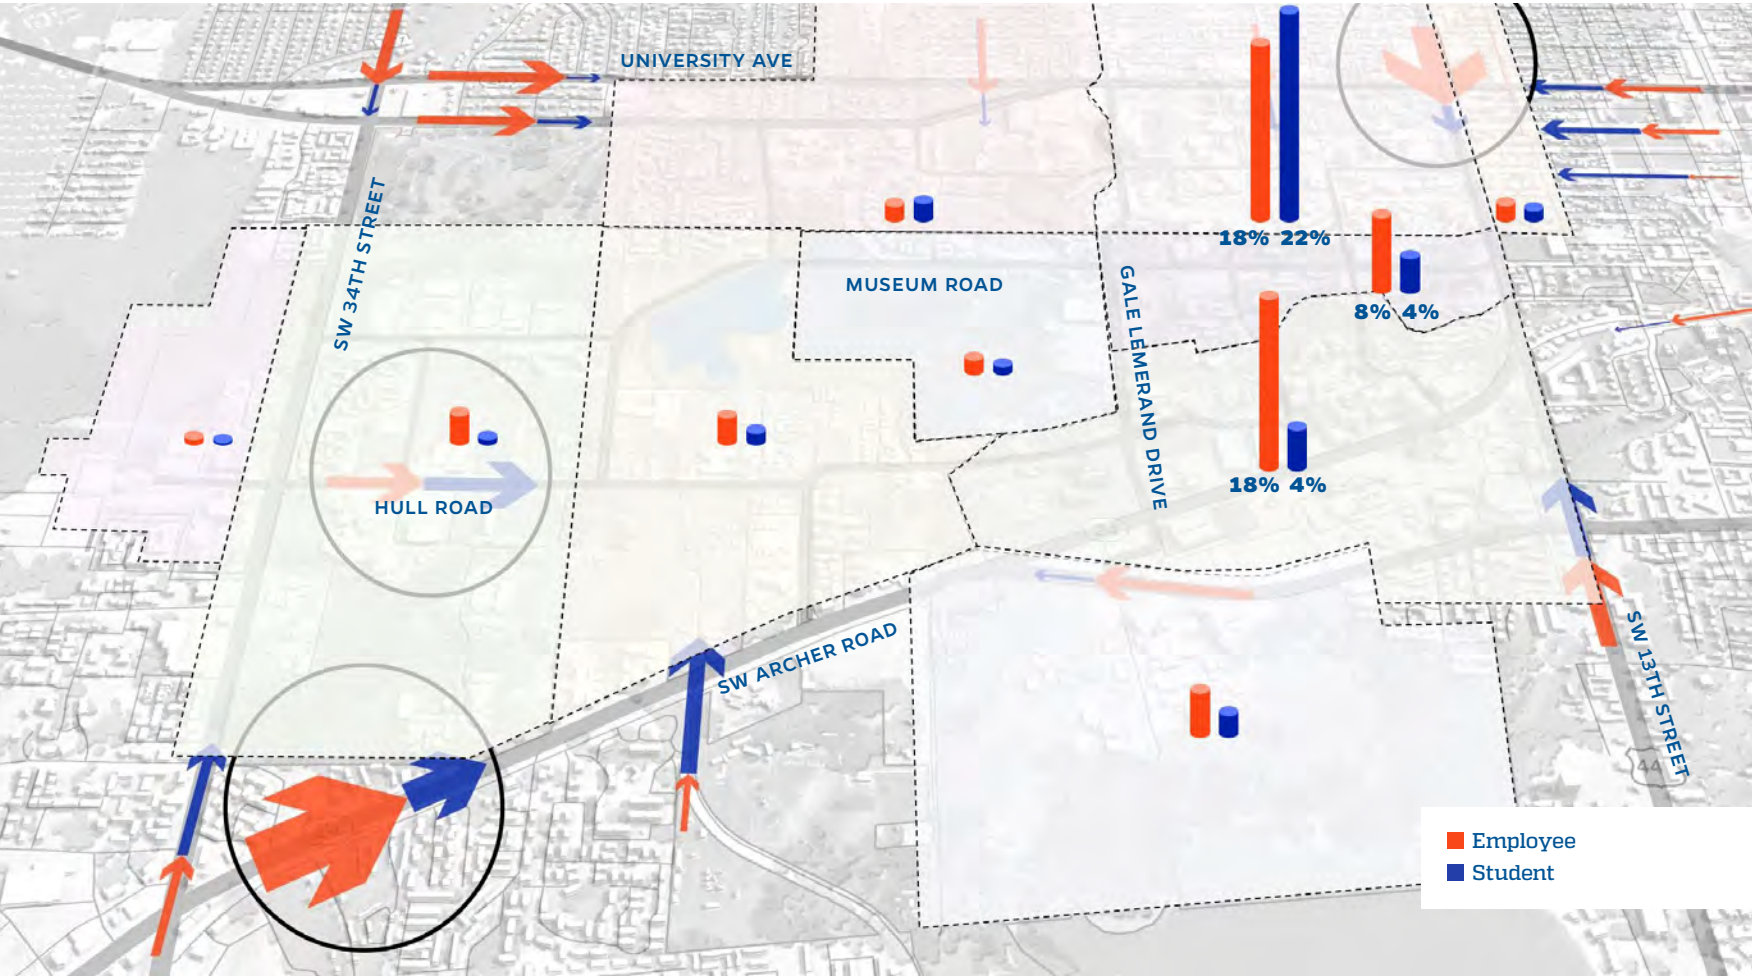 UNIVERSITY AVE
SW 34TH STREET
18% 22%
MUSEUM ROAD
GALE LEMERAND DRIVE
8% 4%
18% 4%
HULL ROAD
SW ARCHER ROAD
SW 13TH STREET
44
Employee
Student